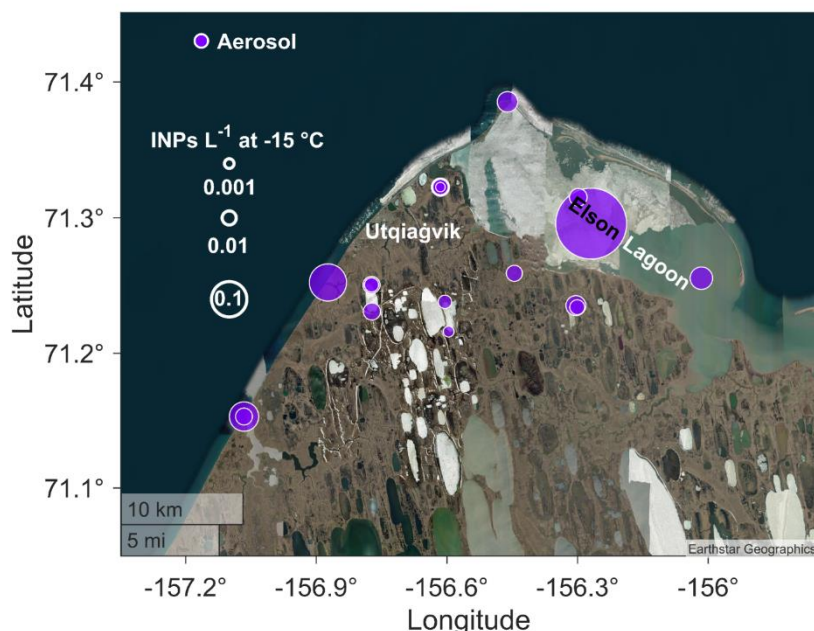 Aerosol
INPs L⁻¹ at -15 °C
0.001
0.01
0.1
Utqiaġvik
Elson Lagoon
71.4°
71.3°
71.2°
71.1°
Latitude
10 km
5 mi
Earthstar Geographics
-157.2° -156.9° -156.6° -156.3° -156°
Longitude